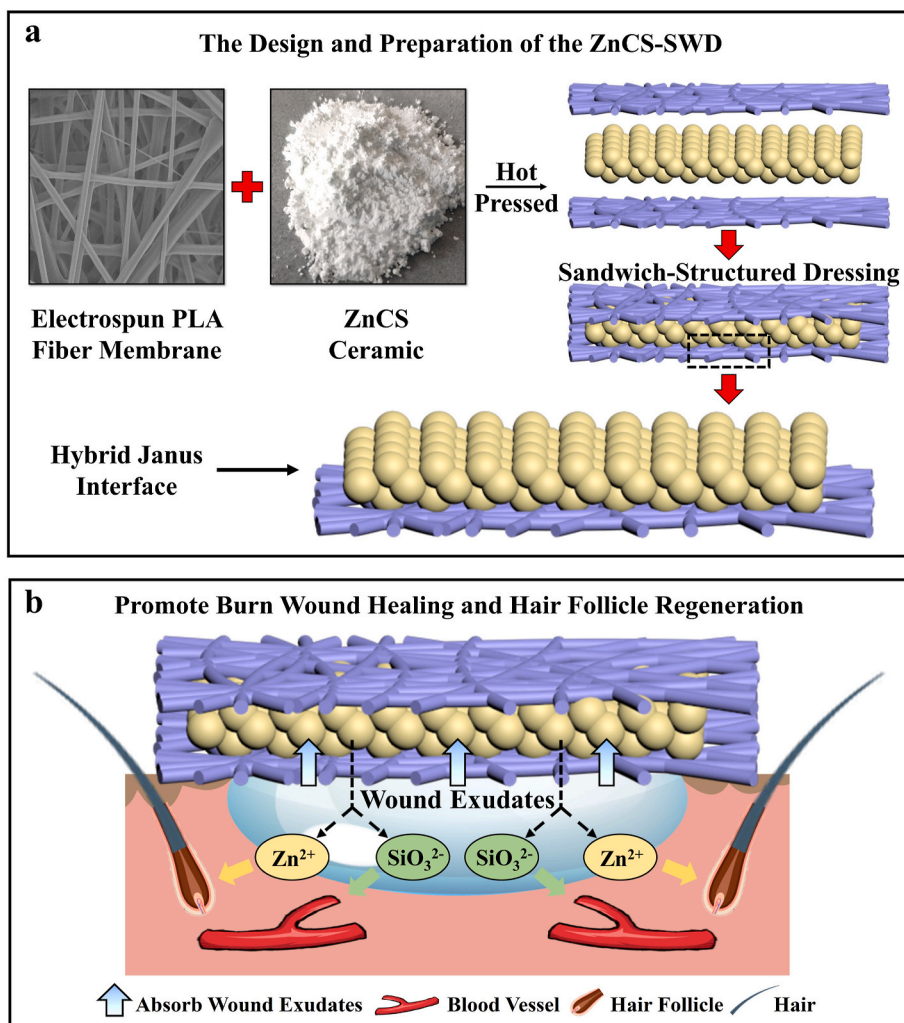 a
The Design and Preparation of the ZnCS-SWD
Hot
Pressed
Sandwich-Structured Dressing
Electrospun PLA
Fiber Membrane
ZnCS
Ceramic
Hybrid Janus
Interface
b
Promote Burn Wound Healing and Hair Follicle Regeneration
Wound Exudates
Zn²⁺
SiO₃²⁻
SiO₃²⁻
Zn²⁺
Absorb Wound Exudates
Blood Vessel
Hair Follicle
Hair